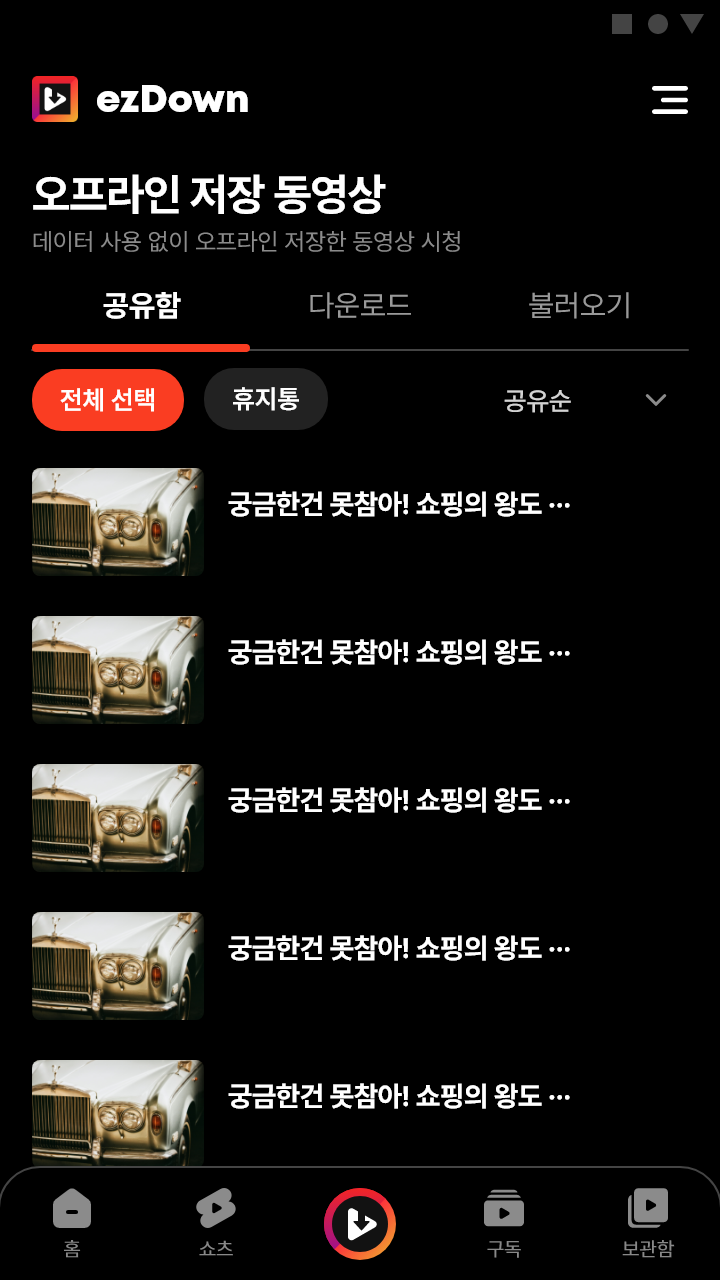 ezDown
오프라인 저장 동영상
데이터 사용 없이 오프라인 저장한 동영상 시청
공유함 다운로드 불러오기
전체 선택 휴지통 공유순
궁금한건 못참아! 쇼핑의 왕도 ···
궁금한건 못참아! 쇼핑의 왕도 ···
궁금한건 못참아! 쇼핑의 왕도 ···
궁금한건 못참아! 쇼핑의 왕도 ···
궁금한건 못참아! 쇼핑의 왕도 ···
홈 쇼츠 구독 보관함